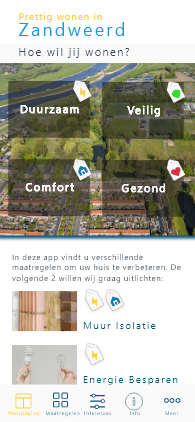 Prettig wonen in
Zandweerd
Hoe wil jij wonen?
Duurzaam
Veilig
Comfort
Gezond
In deze app vindt u verschillende
maatregelen om uw huis te verbeteren. De
volgende 2 willen wij graag uitlichten:
Muur Isolatie
Energie Besparen
Voorpagina
Maatregelen
Interesses
Info
Meer